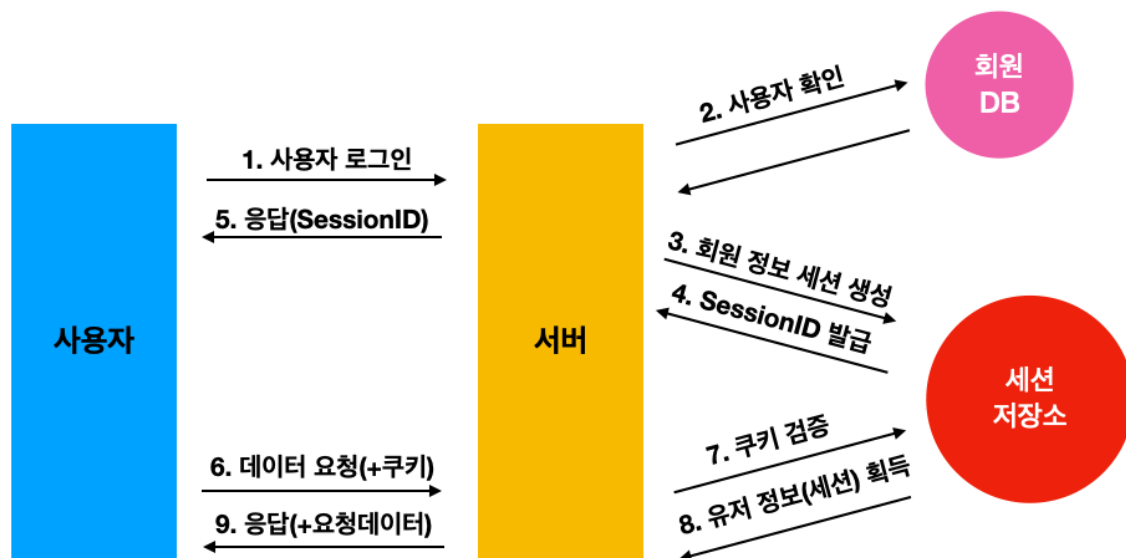 회원
DB
2. 사용자 확인
1. 사용자 로그인
5. 응답(SessionID)
3. 회원 정보 세션 생성
4. SessionID 발급
사용자
서버
세션
저장소
7. 쿠키 검증
6. 데이터 요청(+쿠키)
8. 유저 정보(세션) 획득
9. 응답(+요청데이터)